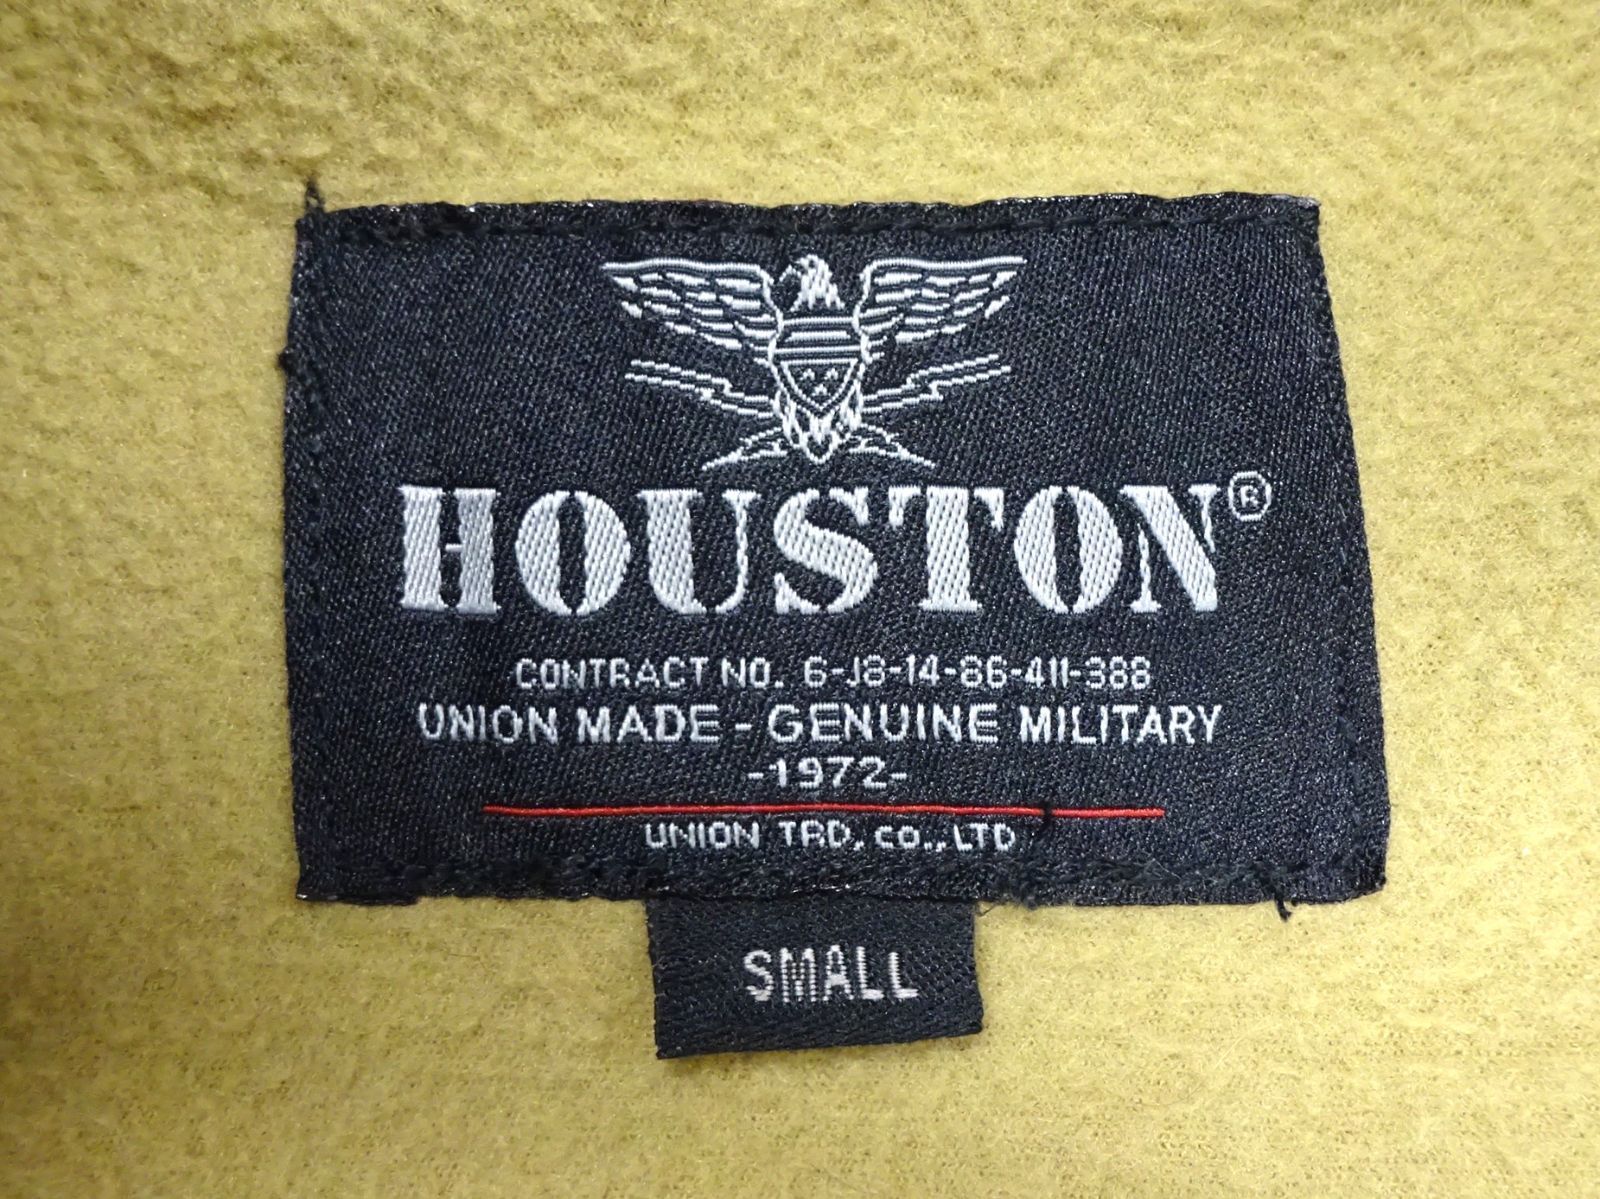 HOUSTON®
CONTRACT NO. 6-J8-14-86-411-388
UNION MADE - GENUINE MILITARY
-1972-
UNION TRD. CO.,LTD
SMALL